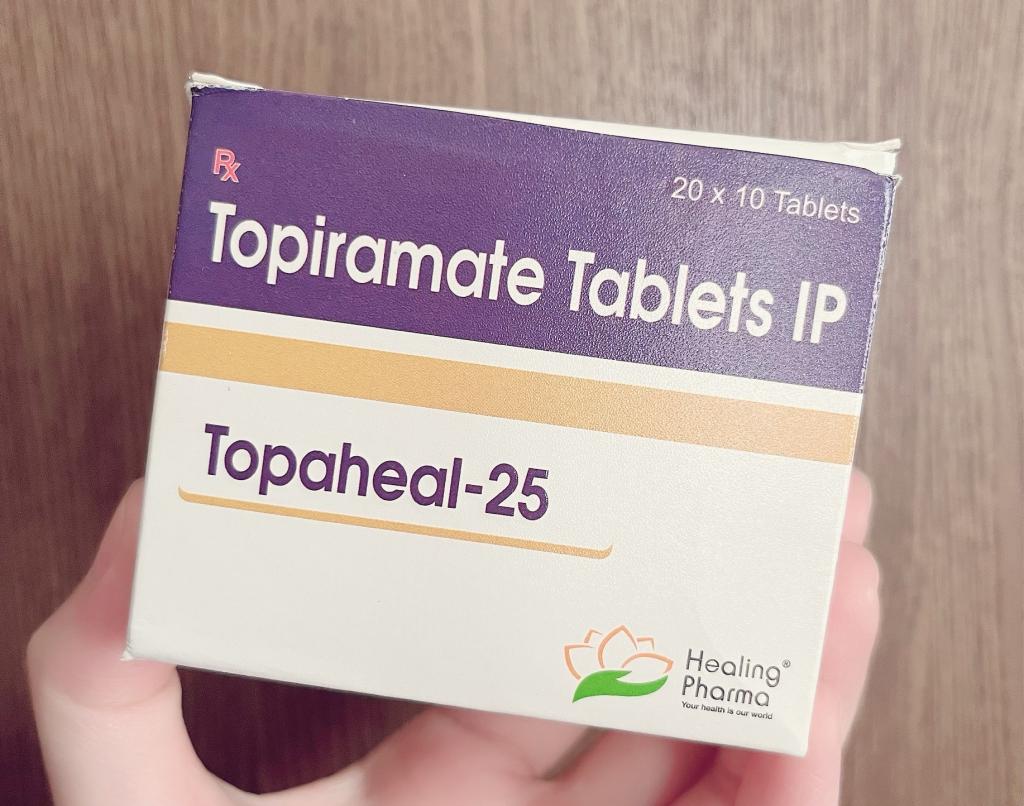 Rx
20 x 10 Tablets
Topiramate Tablets IP
Topaheal-25
Healing®
Pharma
Your health is our world